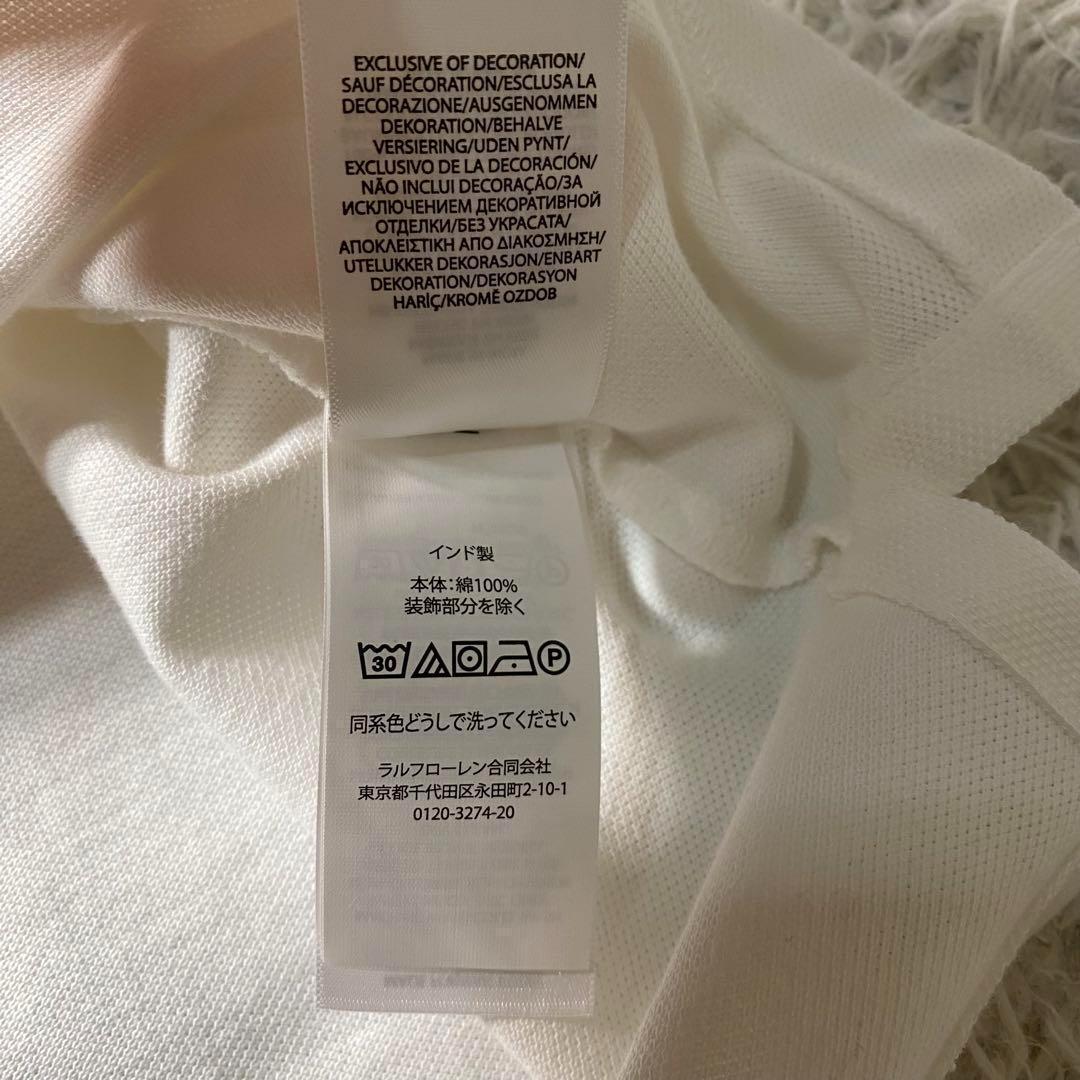 EXCLUSIVE OF DECORATION/
SAUF DÉCORATION/ESCLUSA LA
DECORAZIONE/AUSGENOMMEN
DEKORATION/BEHALVE
VERSIERING/UDEN PYNT/
EXCLUSIVO DE LA DECORACIÓN/
NÃO INCLUI DECORAÇÃO/ЗА
ИСКЛЮЧЕНИЕМ ДЕКОРАТИВНОЙ
ОТДЕЛКИ/БЕЗ УКРАСАТА/
ΑΠΟΚΛΕΙΣΤΙΚΗ ΑΠΟ ΔΙΑΚΟΣΜΗΣΗ/
UTELUKKER DEKORASJON/ENBART
DEKORATION/DEKORASYON
HARİÇ/KROMĚ OZDOB
インド製
本体：綿100%
装飾部分を除く
30 P
同系色どうしで洗ってください
ラルフローレン合同会社
東京都千代田区永田町2-10-1
0120-3274-20